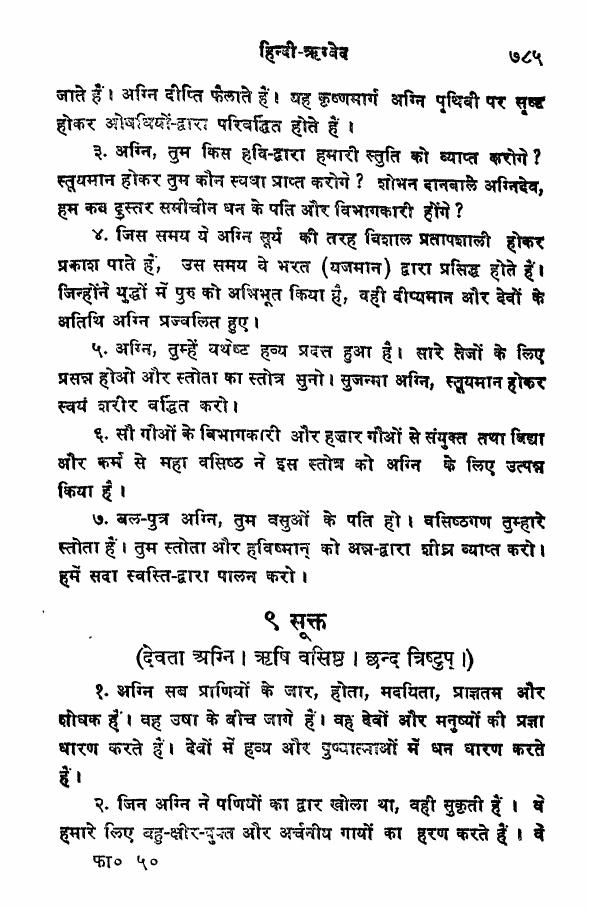 हिन्दी-ऋग्वेद ७८५
जाते हैं। अग्नि दीप्ति फैलाते हैं। यह कृष्णमार्ग अग्नि पृथिवी पर सृष्ट
होकर ओषधियों-द्वारा परिवर्द्धित होते हैं ।
३. अग्नि, तुम किस हवि-द्वारा हमारी स्तुति को व्याप्त करोगे ?
स्तूयमान होकर तुम कौन स्वधा प्राप्त करोगे ? शोभन दानवाले अग्निदेव,
हम कब दुस्तर समीचीन धन के पति और विभागकारी होंगे ?
४. जिस समय ये अग्नि सूर्य की तरह विशाल प्रतापशाली होकर
प्रकाश पाते हैं, उस समय वे भरत (यजमान) द्वारा प्रसिद्ध होते हैं।
जिन्होंने युद्धों में पुरु को अभिभूत किया है, वही दीप्यमान और देवों के
अतिथि अग्नि प्रज्वलित हुए।
५. अग्नि, तुम्हें यथेष्ट हव्य प्रदत्त हुआ है। सारे तेजों के लिए
प्रसन्न होओ और स्तोता का स्तोत्र सुनो। सुजन्मा अग्नि, स्तूयमान होकर
स्वयं शरीर वर्द्धित करो।
६. सौ गौओं के विभागकारी और हजार गौओं से संयुक्त तथा विद्या
और कर्म से महा वसिष्ठ ने इस स्तोत्र को अग्नि के लिए उत्पन्न
किया है।
७. बल-पुत्र अग्नि, तुम वसुओं के पति हो। वसिष्ठगण तुम्हारे
स्तोता हैं। तुम स्तोता और हविष्मान् को अन्न-द्वारा शीघ्र व्याप्त करो।
हमें सदा स्वस्ति-द्वारा पालन करो।
९ सूक्त
(देवता अग्नि। ऋषि वसिष्ठ। छन्द त्रिष्टुप्।)
१. अग्नि सब प्राणियों के जार, होता, मदयिता, प्राज्ञतम और
शोधक हैं। वह उषा के बीच जागे हैं। वह देवों और मनुष्यों की प्रज्ञा
धारण करते हैं। देवों में हव्य और पुण्यात्माओं में धन धारण करते
हैं।
२. जिन अग्नि ने पणियों का द्वार खोला था, वही सुकृती हैं । वे
हमारे लिए बहु-क्षीर-युक्त और अर्चनीय गायों का हरण करते हैं । वे
फा० ५०